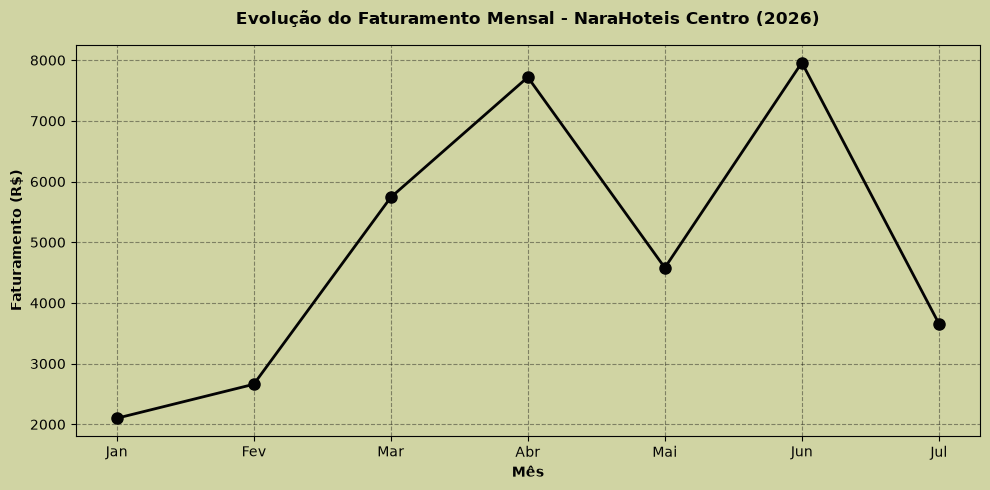 Evolução do Faturamento Mensal - NaraHoteis Centro (2026)
Faturamento (R$)
8000
7000
6000
5000
4000
3000
2000
Jan Fev Mar Abr Mai Jun Jul
Mês